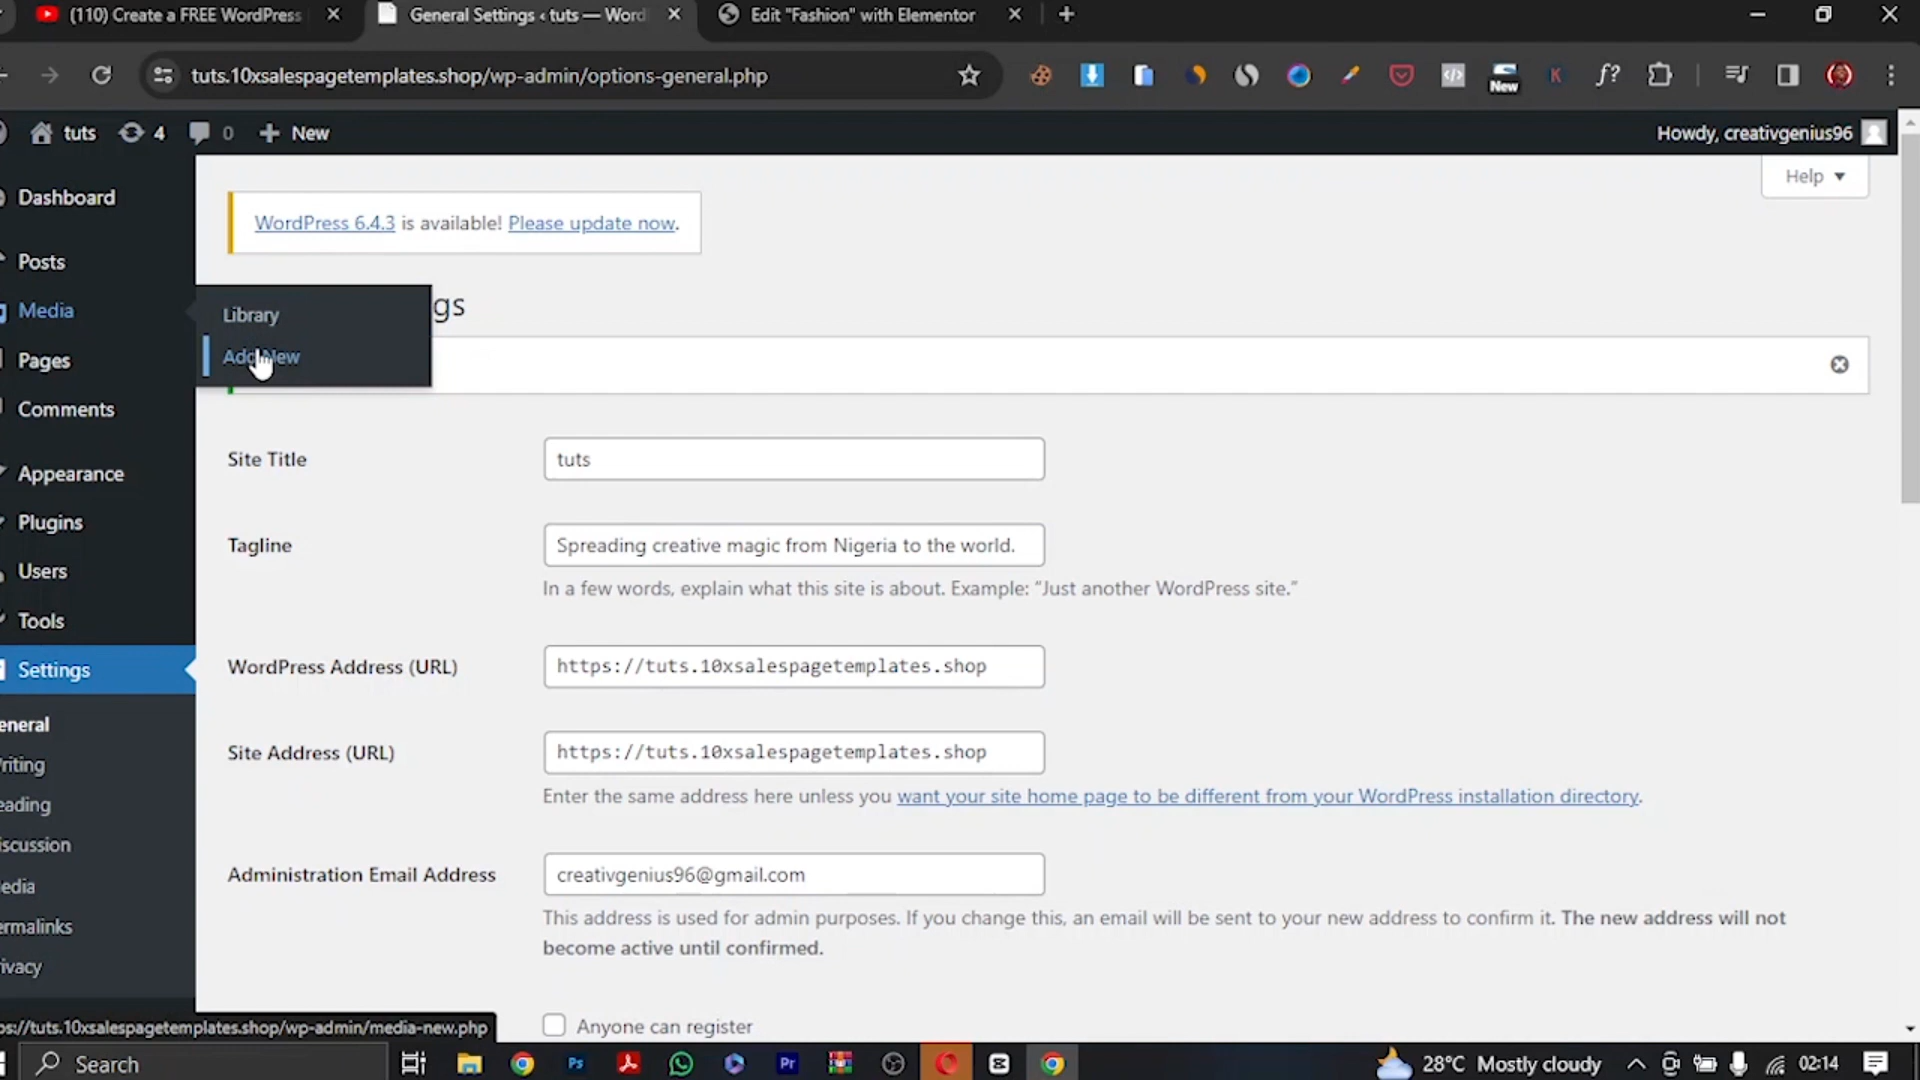 (110) Create a FREE WordPress
General Settings ‹ tuts — Word
Edit "Fashion" with Elementor
tuts.10xsalespagetemplates.shop/wp-admin/options-general.php
New
K
f?
tuts
4
0
+ New
Howdy, creativgenius96
Help
Dashboard
WordPress 6.4.3 is available! Please update now.
Posts
Media
Library
gs
Add New
Pages
Comments
Appearance
Plugins
Users
Tools
Settings
eneral
riting
eading
iscussion
edia
ermalinks
rivacy
Site Title
tuts
Tagline
Spreading creative magic from Nigeria to the world.
In a few words, explain what this site is about. Example: “Just another WordPress site.”
WordPress Address (URL)
https://tuts.10xsalespagetemplates.shop
Site Address (URL)
https://tuts.10xsalespagetemplates.shop
Enter the same address here unless you want your site home page to be different from your WordPress installation directory.
Administration Email Address
creativgenius96@gmail.com
This address is used for admin purposes. If you change this, an email will be sent to your new address to confirm it. The new address will not
become active until confirmed.
Anyone can register
ps://tuts.10xsalespagetemplates.shop/wp-admin/media-new.php
Search
Ps
Pr
28°C Mostly cloudy
02:14